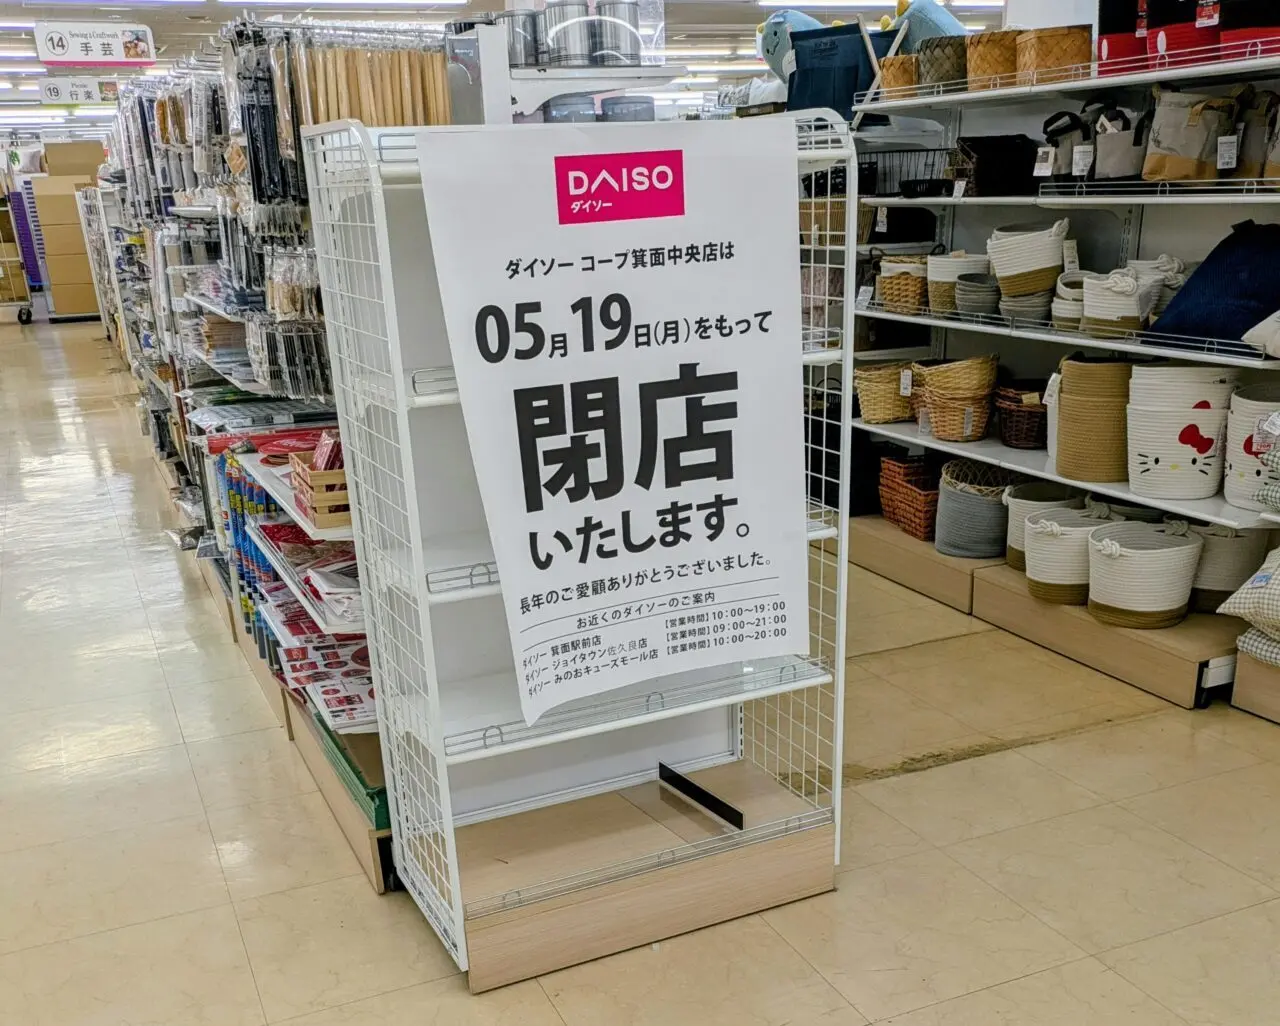 14
Sewing & Craftwork
手芸
19
Picnic
行楽
DAISO
ダイソー
ダイソー コープ箕面中央店は
05月19日(月)をもって
閉店
いたします。
長年のご愛顧ありがとうございました。
お近くのダイソーのご案内
ダイソー 箕面駅前店 【営業時間】10:00～19:00
ダイソー ジョイタウン佐久良店 【営業時間】09:00～21:00
ダイソー みのおキューズモール店 【営業時間】10:00～20:00